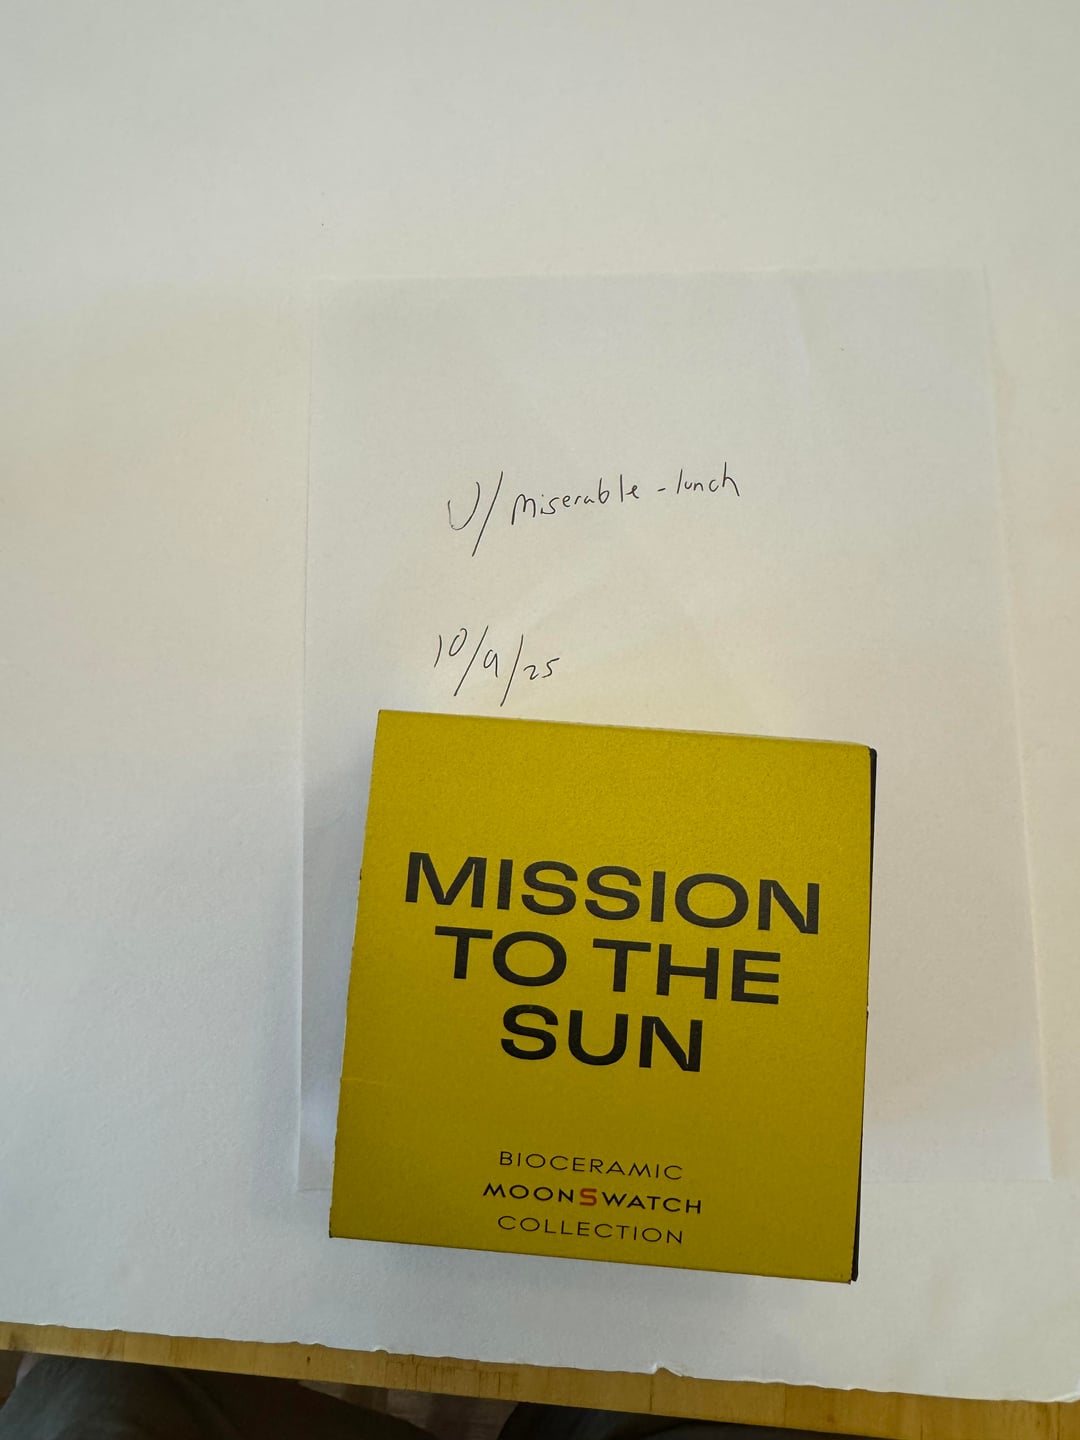 U/miserable-lunch
10/9/25
MISSION
TO THE
SUN
BIOCERAMIC
MOONSWATCH
COLLECTION